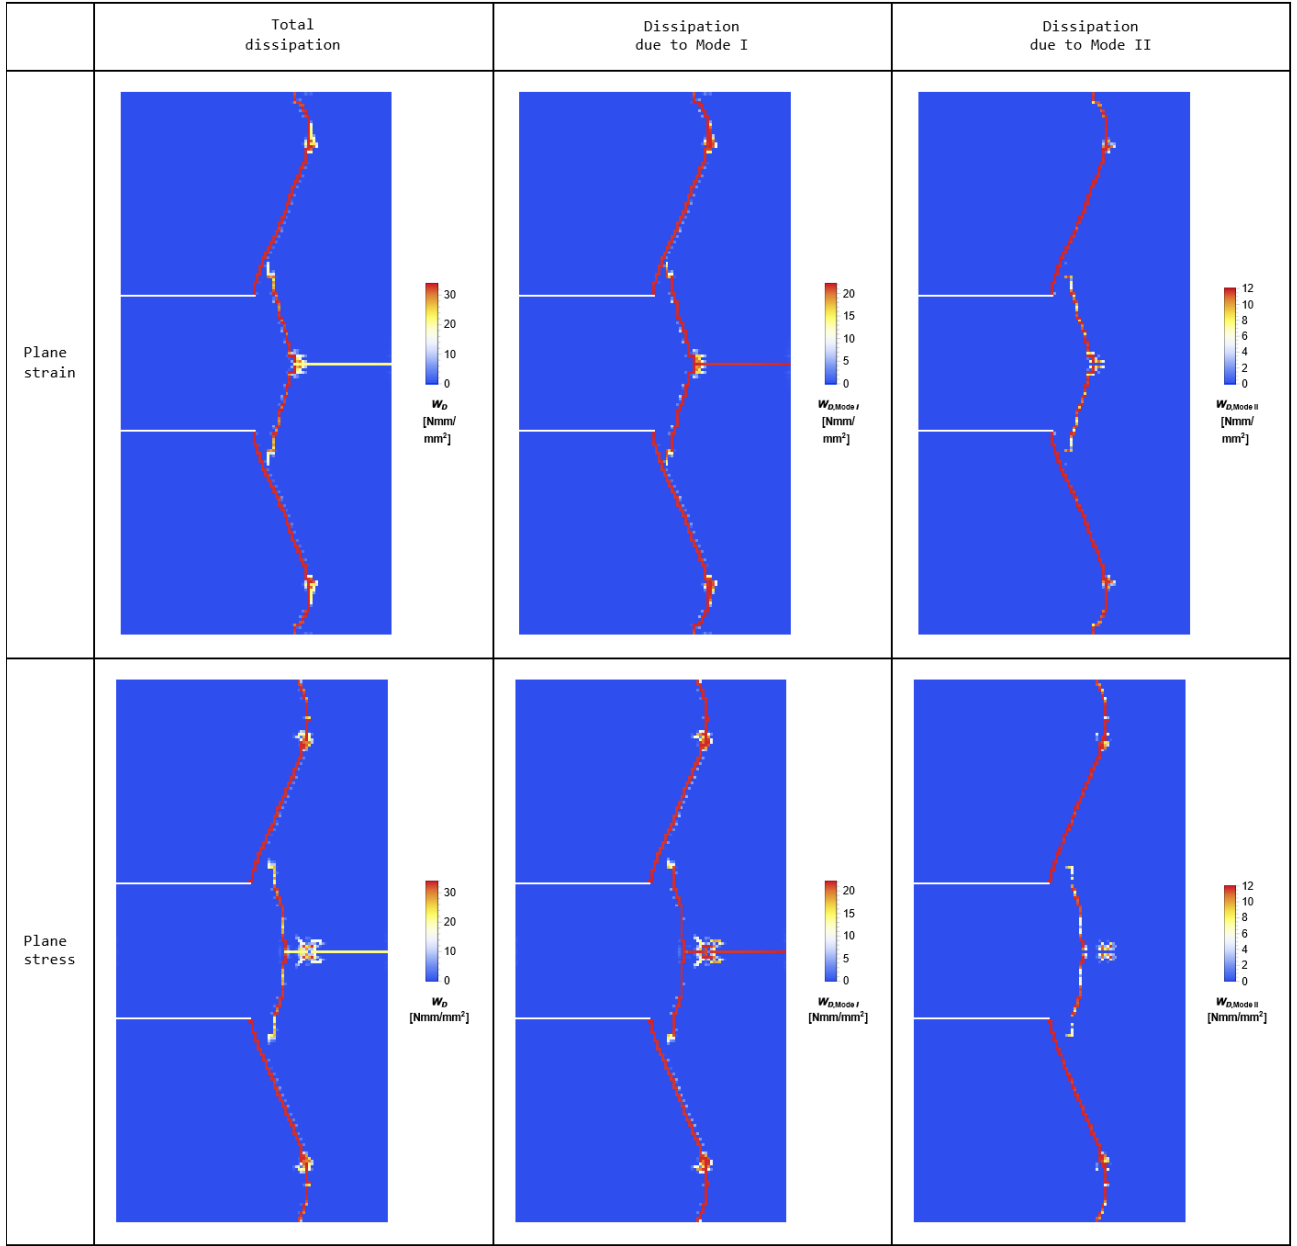 Total
dissipation
Dissipation
due to Mode I
Dissipation
due to Mode II
Plane
strain
30
20
10
0
W_D
[Nmm/
mm²]
20
15
10
5
0
W_D,Mode I
[Nmm/
mm²]
12
10
8
6
4
2
0
W_D,Mode II
[Nmm/
mm²]
Plane
stress
30
20
10
0
W_D
[Nmm/mm²]
20
15
10
5
0
W_D,Mode I
[Nmm/mm²]
12
10
8
6
4
2
0
W_D,Mode II
[Nmm/mm²]